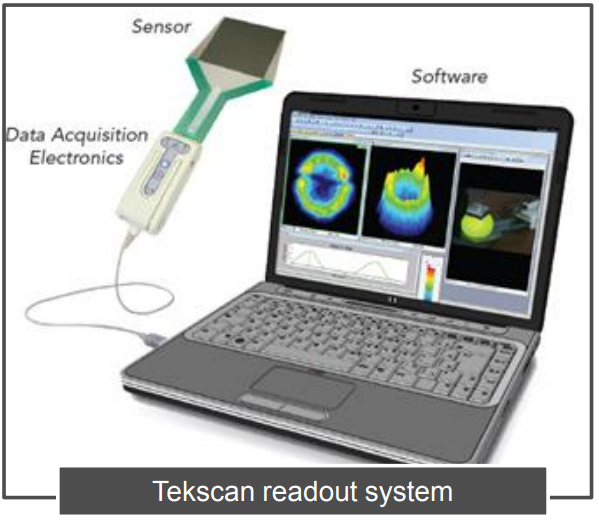 Sensor
Software
Data Acquisition
Electronics
Tekscan readout system